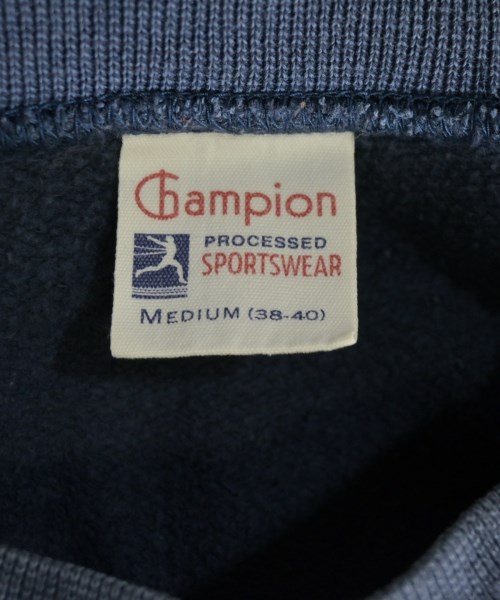 Champion
PROCESSED
SPORTSWEAR
MEDIUM (38-40)